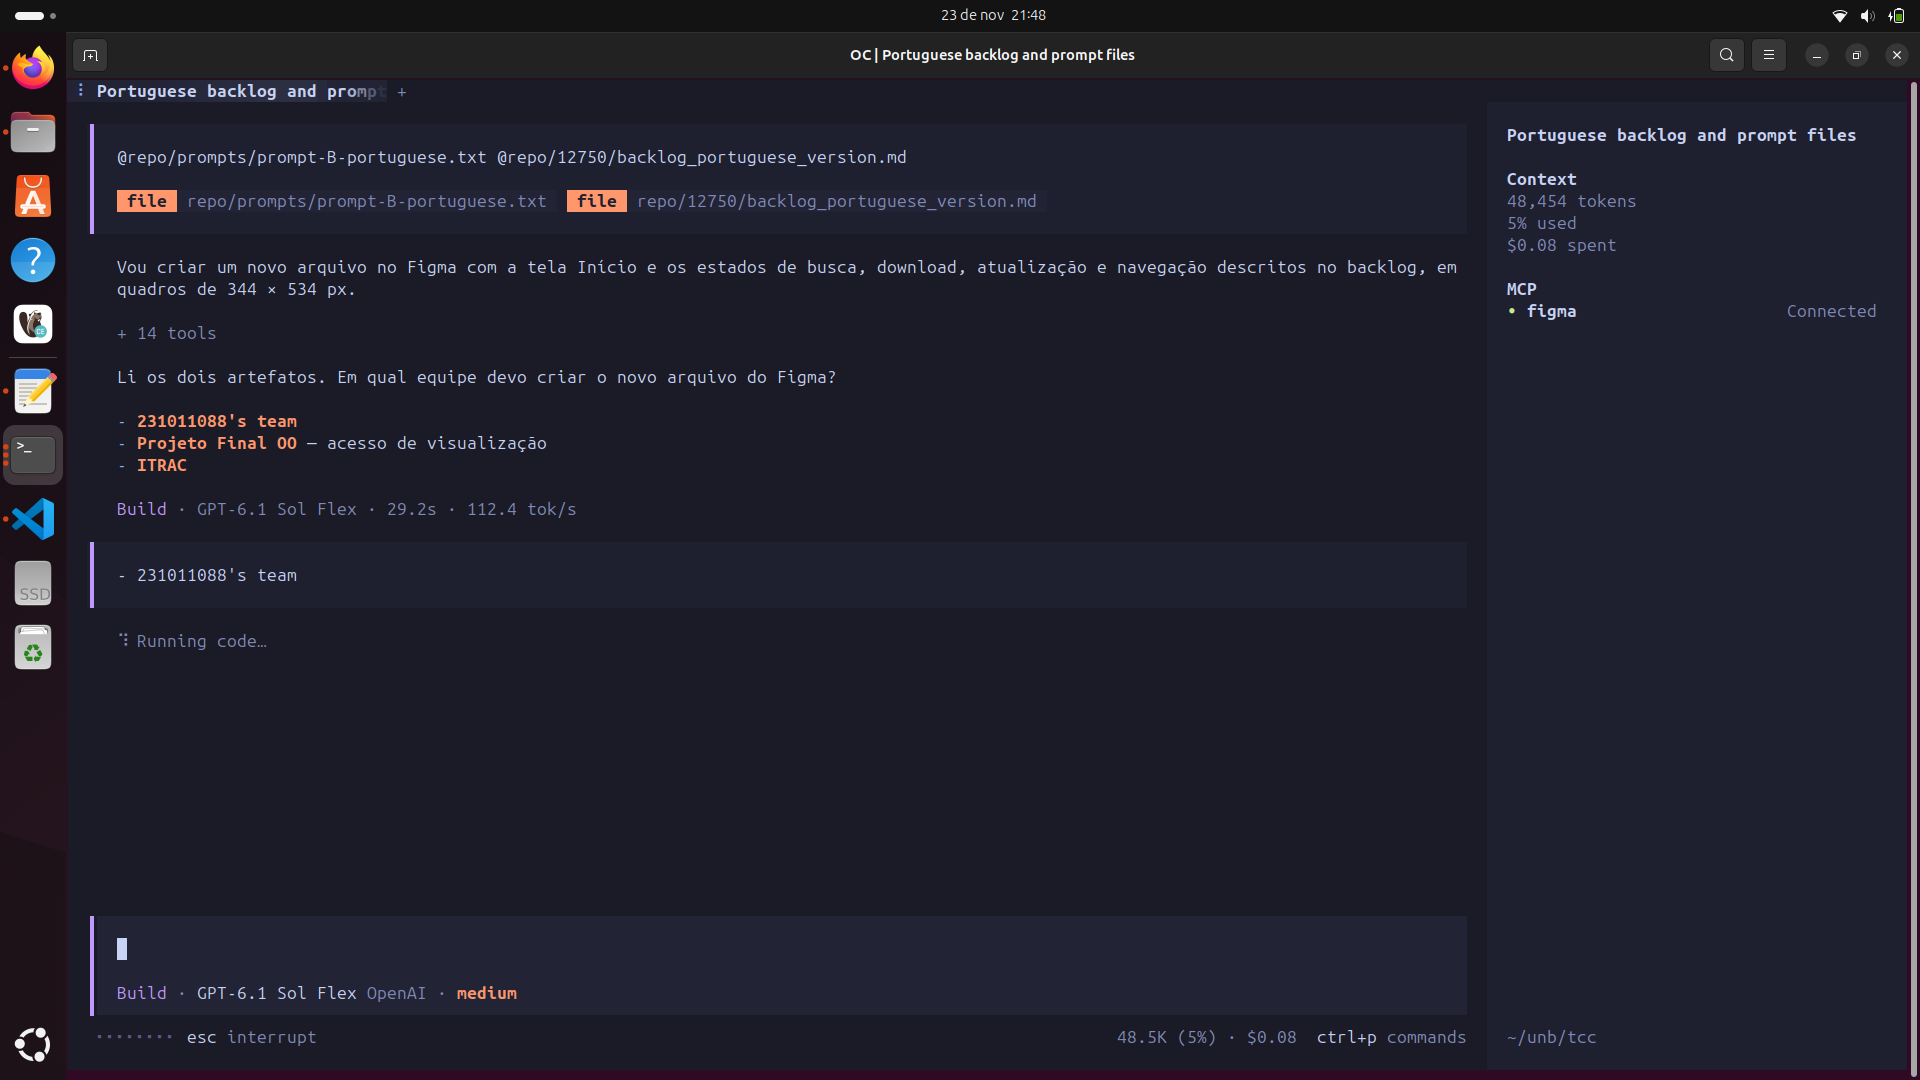 23 de nov 21:48
OC | Portuguese backlog and prompt files
Portuguese backlog and prompt +
@repo/prompts/prompt-B-portuguese.txt @repo/12750/backlog_portuguese_version.md
file repo/prompts/prompt-B-portuguese.txt file repo/12750/backlog_portuguese_version.md
Vou criar um novo arquivo no Figma com a tela Início e os estados de busca, download, atualização e navegação descritos no backlog, em
quadros de 344 × 534 px.
+ 14 tools
Li os dois artefatos. Em qual equipe devo criar o novo arquivo do Figma?
- 231011088's team
- Projeto Final OO — acesso de visualização
- ITRAC
Build · GPT-6.1 Sol Flex · 29.2s · 112.4 tok/s
- 231011088's team
Running code…
Build · GPT-6.1 Sol Flex OpenAI · medium
esc interrupt
48.5K (5%) · $0.08 ctrl+p commands
Portuguese backlog and prompt files
Context
48,454 tokens
5% used
$0.08 spent
MCP
• figma Connected
~/unb/tcc
SSD